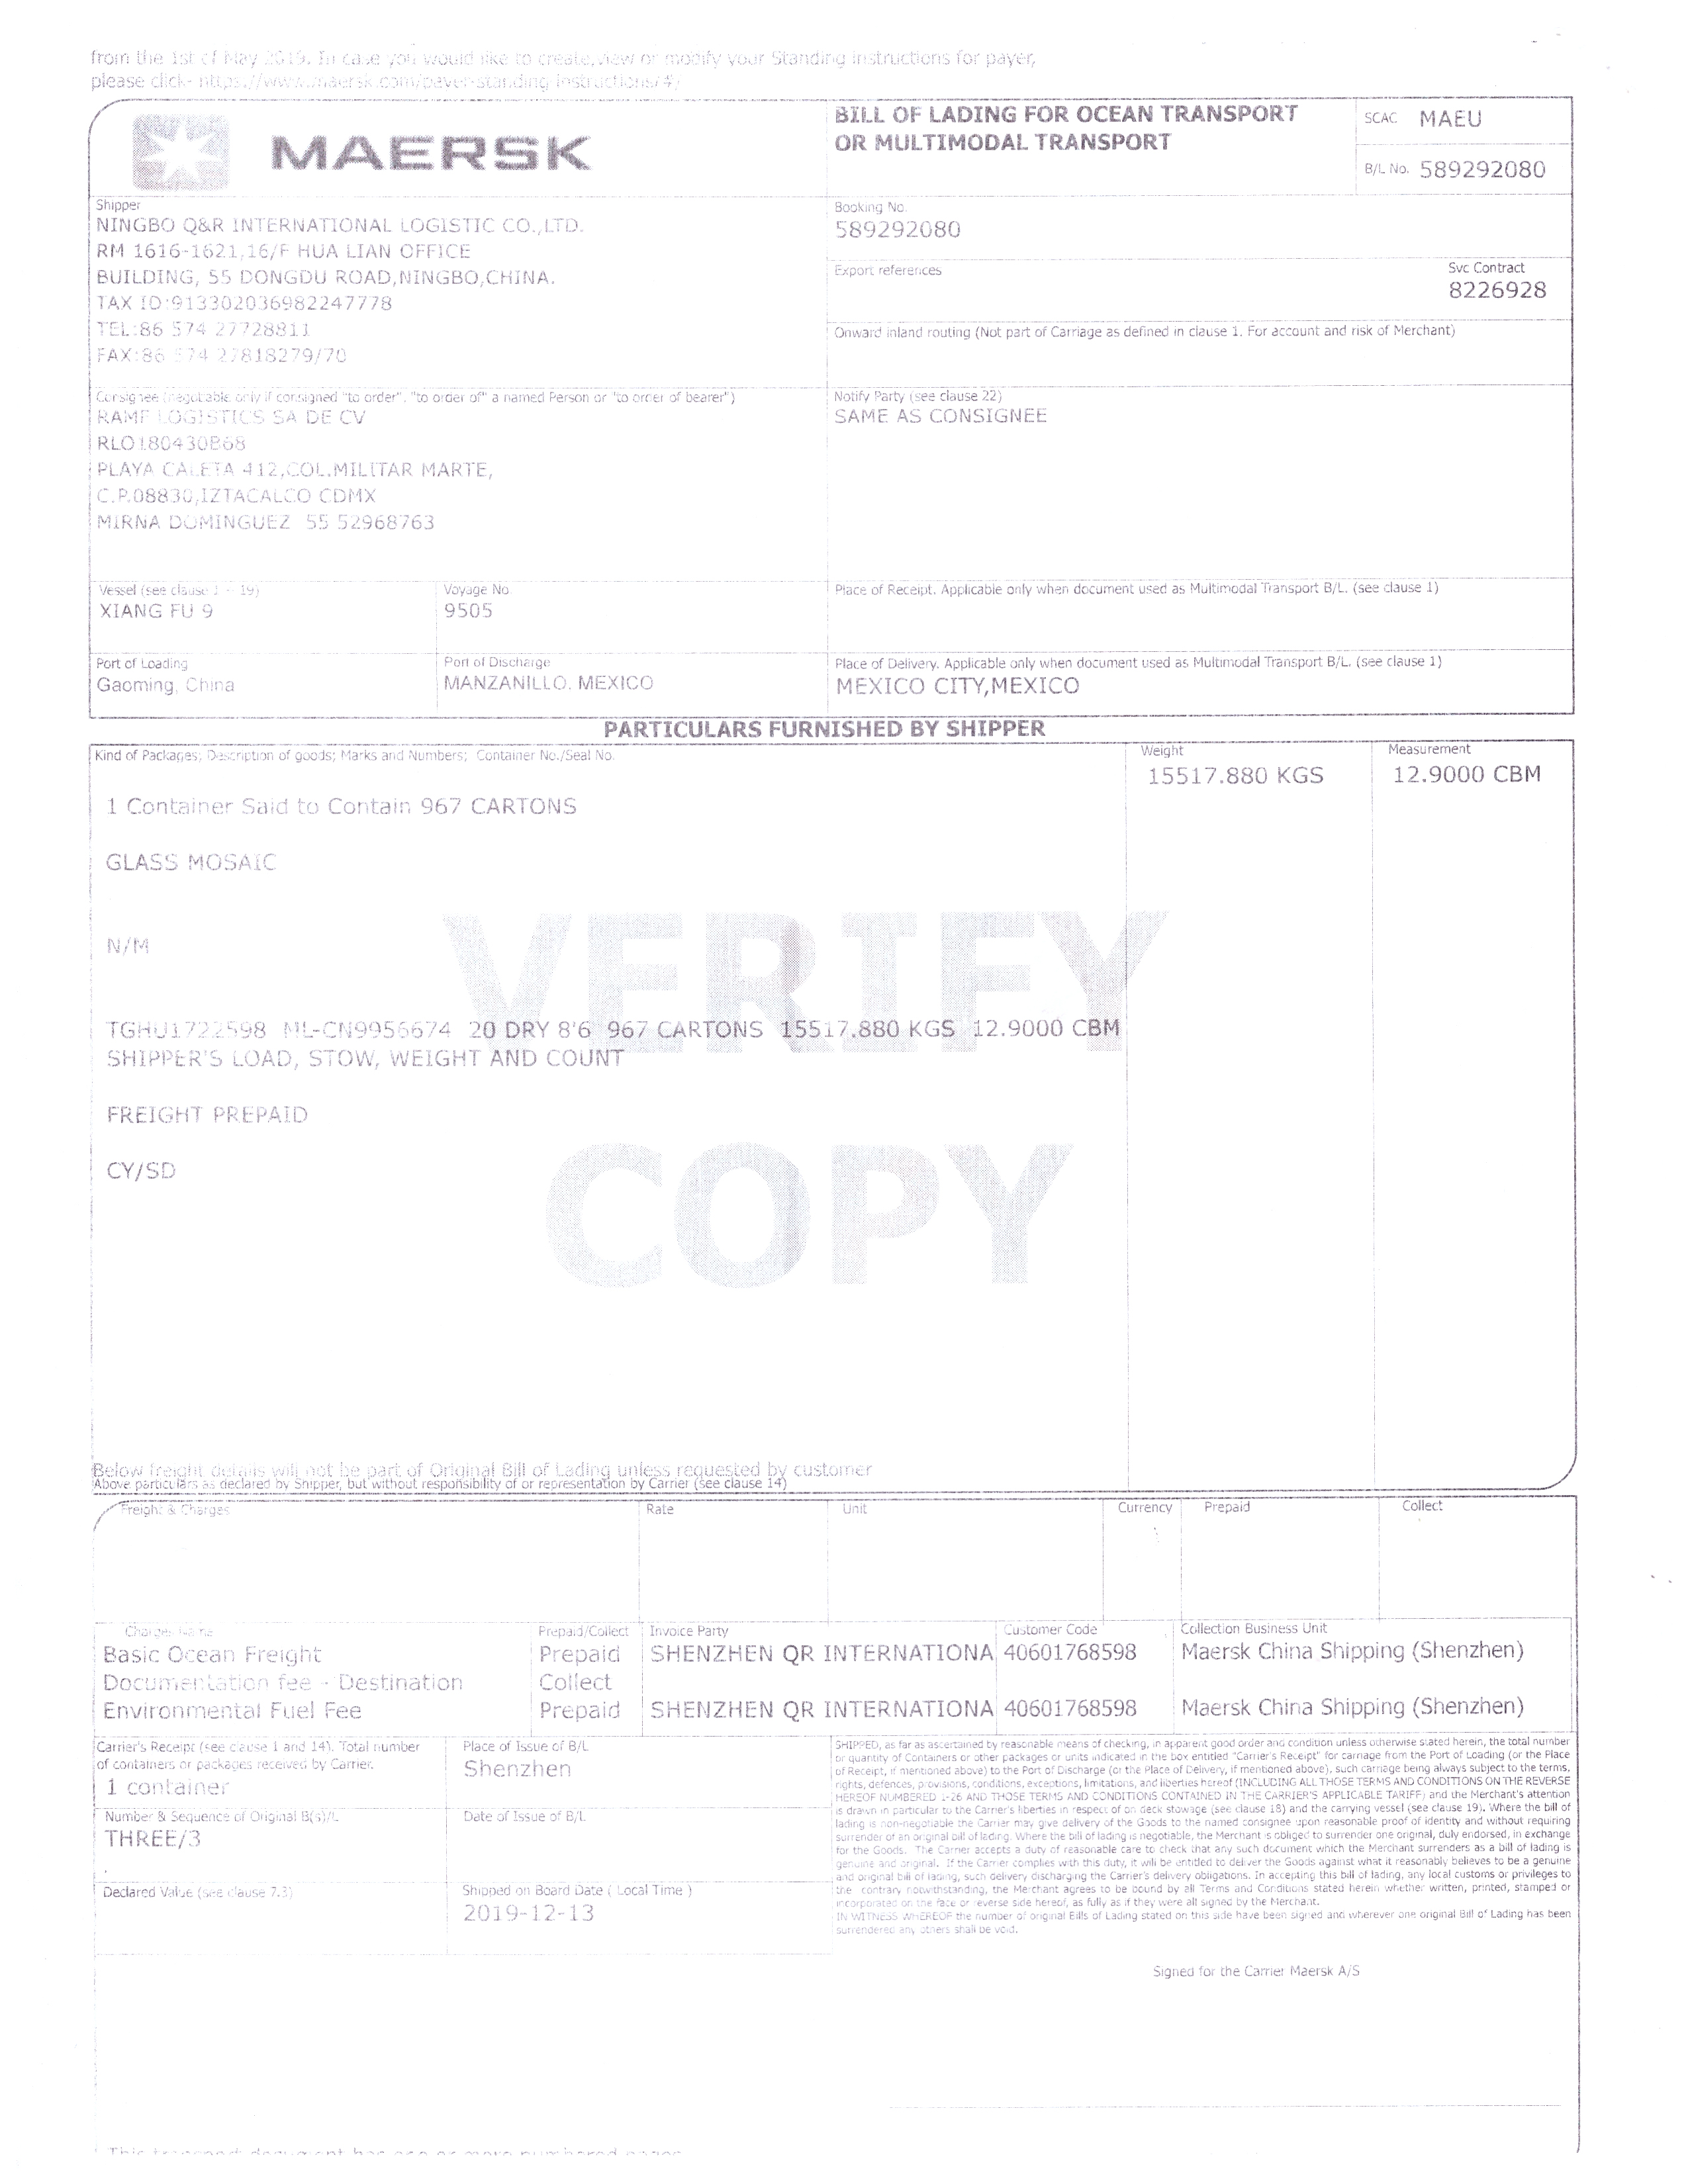 from the 1st of May 2019. In case you would like to create,view or modify your Standing instructions for payer,
please click- https://www.maersk.com/payer-standing-instructions/#/
MAERSK
BILL OF LADING FOR OCEAN TRANSPORT
OR MULTIMODAL TRANSPORT
SCAC MAEU
B/L No. 589292080
Shipper
NINGBO Q&R INTERNATIONAL LOGISTIC CO.,LTD.
RM 1616-1621,16/F HUA LIAN OFFICE
BUILDING, 55 DONGDU ROAD,NINGBO,CHINA.
TAX ID:913302036982247778
TEL:86 574 27728811
FAX:86 574 27818279/70
Booking No.
589292080
Export references
Svc Contract
8226928
Onward inland routing (Not part of Carriage as defined in clause 1. For account and risk of Merchant)
Consignee (negotiable only if consigned "to order", "to order of" a named Person or "to order of bearer")
RAMF LOGISTICS SA DE CV
RLO180430B68
PLAYA CALETA 412,COL.MILITAR MARTE,
C.P.08830,IZTACALCO CDMX
MIRNA DOMINGUEZ 55 52968763
Notify Party (see clause 22)
SAME AS CONSIGNEE
Vessel (see clause 1 + 19)
XIANG FU 9
Voyage No.
9505
Place of Receipt. Applicable only when document used as Multimodal Transport B/L. (see clause 1)
Port of Loading
Gaoming, China
Port of Discharge
MANZANILLO. MEXICO
Place of Delivery. Applicable only when document used as Multimodal Transport B/L. (see clause 1)
MEXICO CITY,MEXICO
PARTICULARS FURNISHED BY SHIPPER
Kind of Packages; Description of goods; Marks and Numbers; Container No./Seal No.
Weight
15517.880 KGS
Measurement
12.9000 CBM
1 Container Said to Contain 967 CARTONS
GLASS MOSAIC
N/M
VERIFY
TGHU1722598 ML-CN9956674 20 DRY 8'6 967 CARTONS 15517.880 KGS 12.9000 CBM
SHIPPER'S LOAD, STOW, WEIGHT AND COUNT
FREIGHT PREPAID
CY/SD
COPY
Below freight details will not be part of Original Bill of Lading unless requested by customer
Above particulars as declared by Shipper, but without responsibility of or representation by Carrier (see clause 14)
Freight & Charges Rate Unit Currency Prepaid Collect
Charges Name Prepaid/Collect Invoice Party Customer Code Collection Business Unit
Basic Ocean Freight Prepaid SHENZHEN QR INTERNATIONA 40601768598 Maersk China Shipping (Shenzhen)
Documentation fee - Destination Collect
Environmental Fuel Fee Prepaid SHENZHEN QR INTERNATIONA 40601768598 Maersk China Shipping (Shenzhen)
Carrier's Receipt (see clause 1 and 14). Total number
of containers or packages received by Carrier.
1 container
Place of Issue of B/L
Shenzhen
Number & Sequence of Original B(s)/L
THREE/3
Date of Issue of B/L
Declared Value (see clause 7.3)
Shipped on Board Date ( Local Time )
2019-12-13
SHIPPED, as far as ascertained by reasonable means of checking, in apparent good order and condition unless otherwise stated herein, the total number
or quantity of Containers or other packages or units indicated in the box entitled "Carrier's Receipt" for carriage from the Port of Loading (or the Place
of Receipt, if mentioned above) to the Port of Discharge (or the Place of Delivery, if mentioned above), such carriage being always subject to the terms,
rights, defences, provisions, conditions, exceptions, limitations, and liberties hereof (INCLUDING ALL THOSE TERMS AND CONDITIONS ON THE REVERSE
HEREOF NUMBERED 1-26 AND THOSE TERMS AND CONDITIONS CONTAINED IN THE CARRIER'S APPLICABLE TARIFF) and the Merchant's attention
is drawn in particular to the Carrier's liberties in respect of on deck stowage (see clause 18) and the carrying vessel (see clause 19). Where the bill of
lading is non-negotiable the Carrier may give delivery of the Goods to the named consignee upon reasonable proof of identity and without requiring
surrender of an original bill of lading. Where the bill of lading is negotiable, the Merchant is obliged to surrender one original, duly endorsed, in exchange
for the Goods. The Carrier accepts a duty of reasonable care to check that any such document which the Merchant surrenders as a bill of lading is
genuine and original. If the Carrier complies with this duty, it will be entitled to deliver the Goods against what it reasonably believes to be a genuine
and original bill of lading, such delivery discharging the Carrier's delivery obligations. In accepting this bill of lading, any local customs or privileges to
the contrary notwithstanding, the Merchant agrees to be bound by all Terms and Conditions stated herein whether written, printed, stamped or
incorporated on the face or reverse side hereof, as fully as if they were all signed by the Merchant.
IN WITNESS WHEREOF the number of original Bills of Lading stated on this side have been signed and wherever one original Bill of Lading has been
surrendered any others shall be void.
Signed for the Carrier Maersk A/S
This transport document has one or more numbered pages